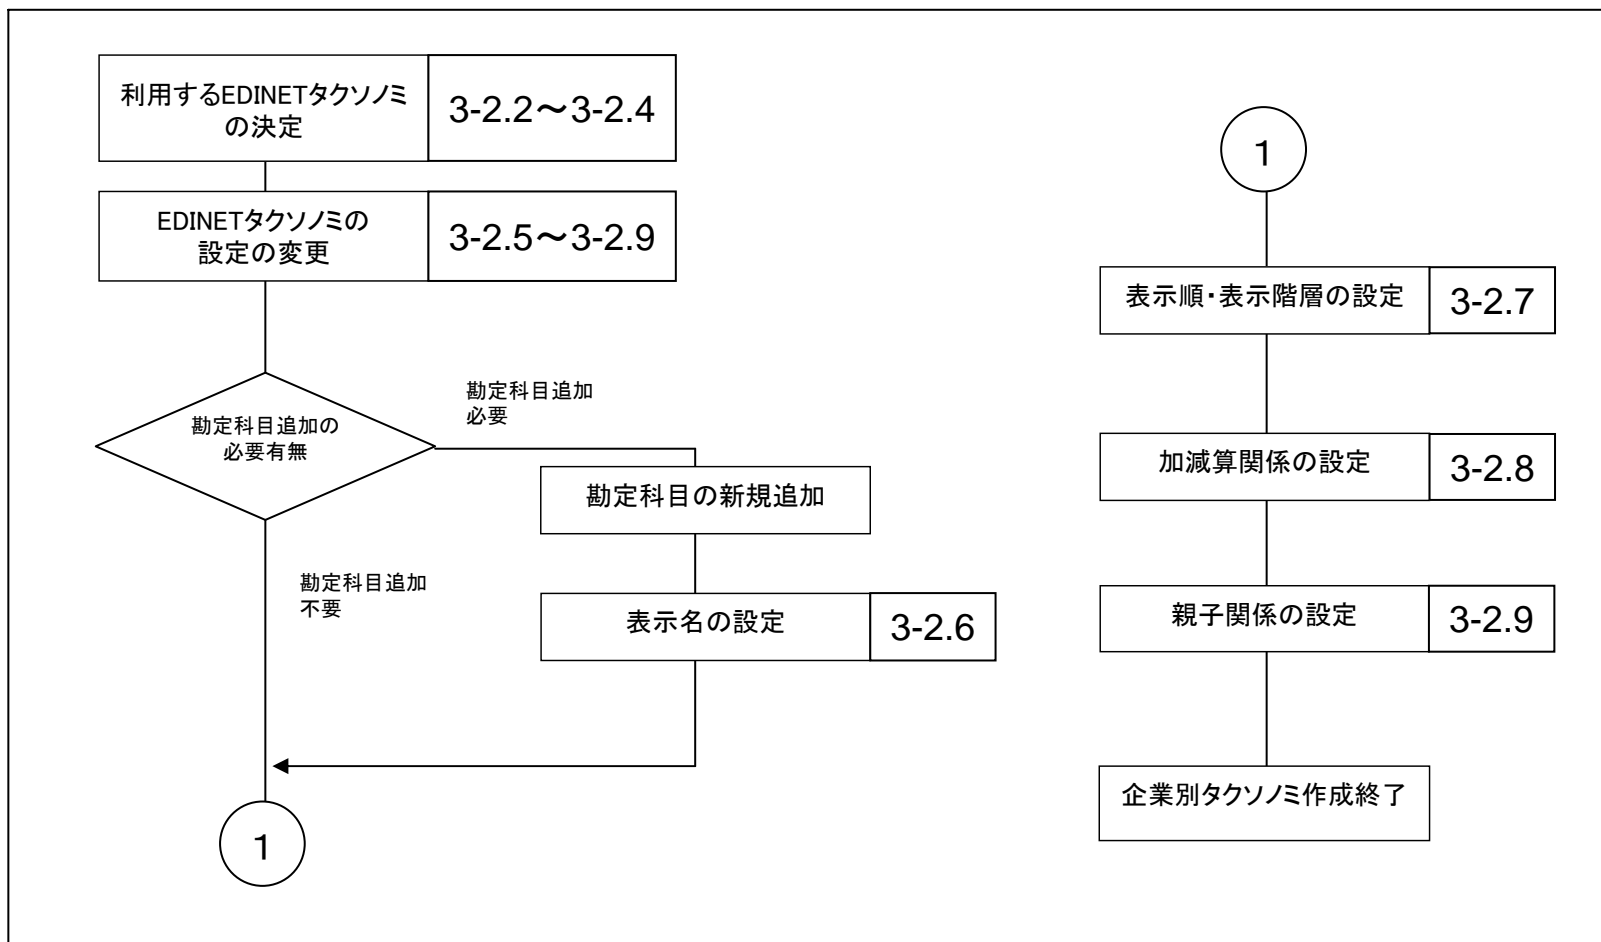 利用するEDINETタクソノミ
の決定
3-2.2～3-2.4
EDINETタクソノミの
設定の変更
3-2.5～3-2.9
勘定科目追加の
必要有無
勘定科目追加
必要
勘定科目の新規追加
勘定科目追加
不要
表示名の設定
3-2.6
1
1
表示順・表示階層の設定
3-2.7
加減算関係の設定
3-2.8
親子関係の設定
3-2.9
企業別タクソノミ作成終了